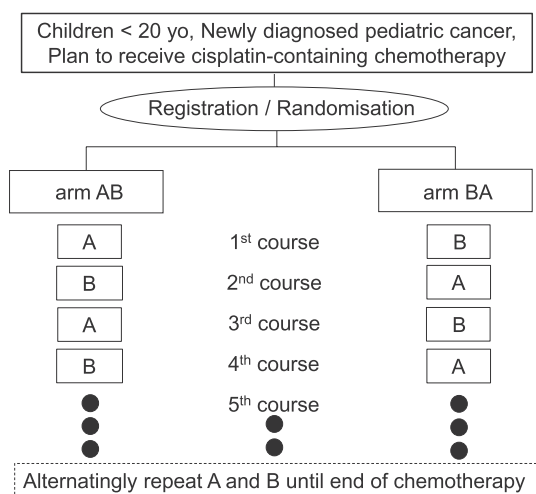 Children < 20 yo, Newly diagnosed pediatric cancer,
Plan to receive cisplatin-containing chemotherapy
Registration / Randomisation
arm AB
arm BA
A 1st course B
B 2nd course A
A 3rd course B
B 4th course A
5th course
Alternatingly repeat A and B until end of chemotherapy